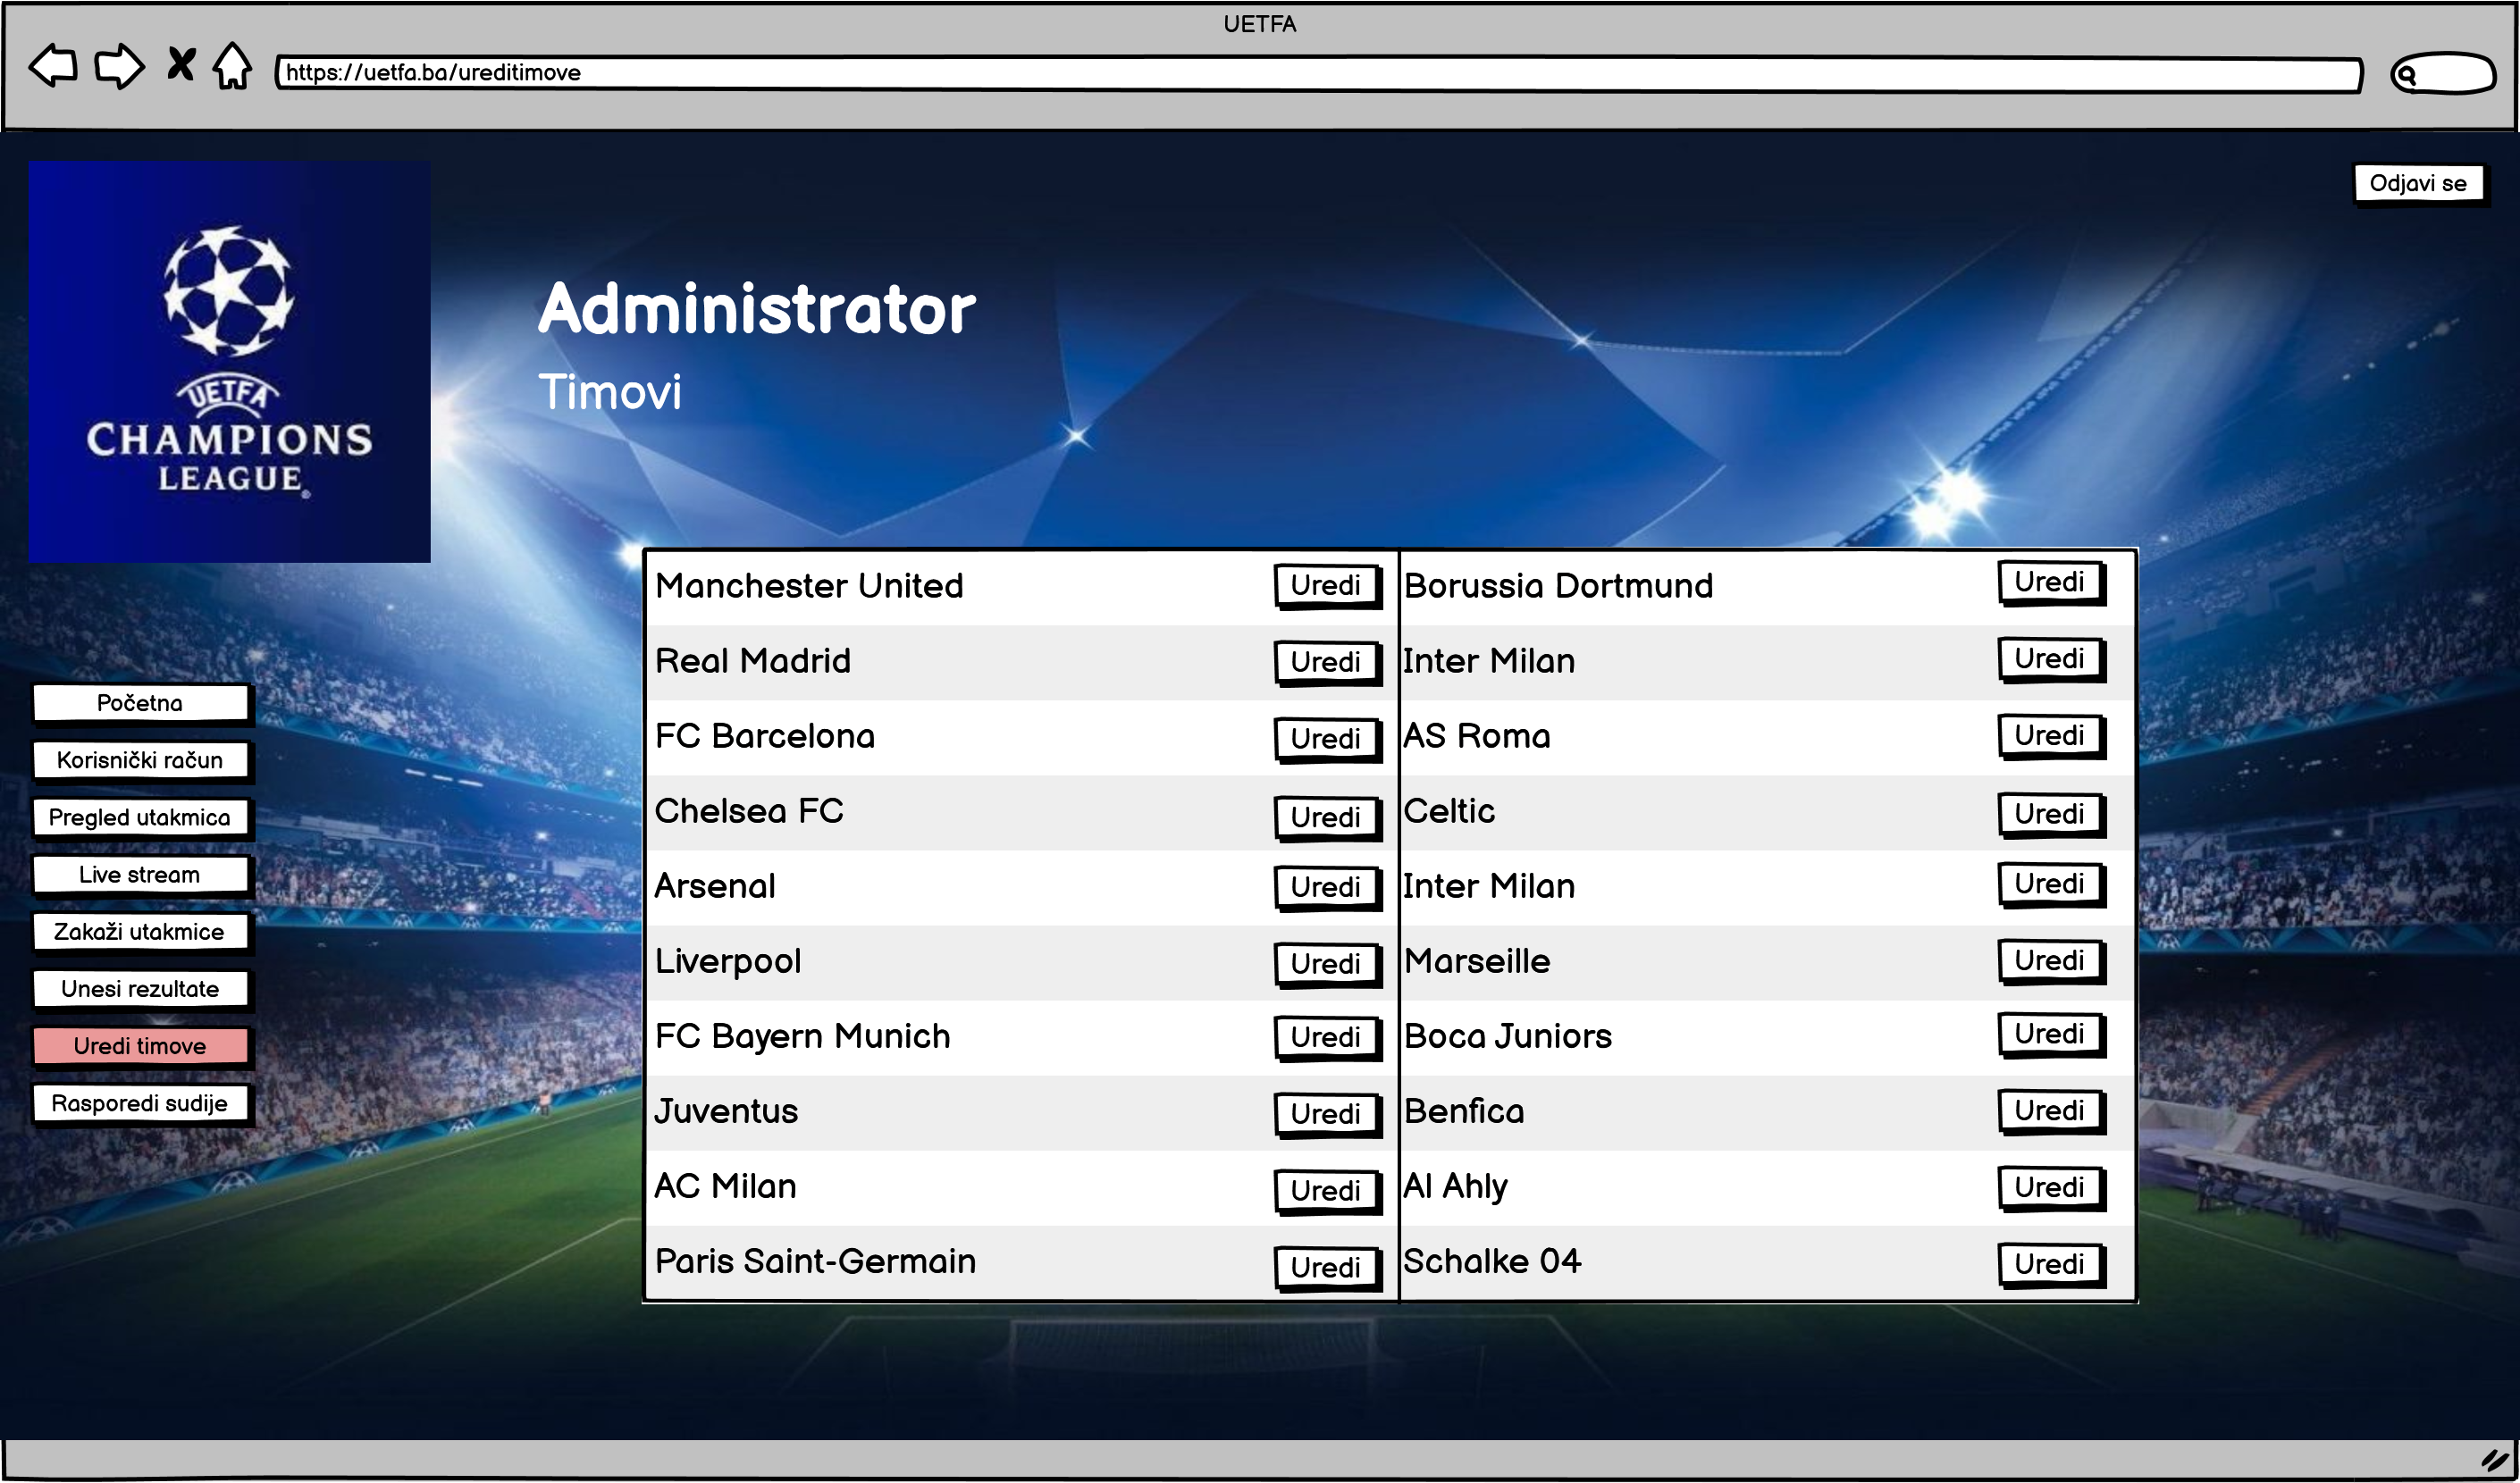 UETFA
https://uetfa.ba/ureditimove
Odjavi se
UETFA
CHAMPIONS
LEAGUE®
Administrator
Timovi
Početna
Korisnički račun
Pregled utakmica
Live stream
Zakaži utakmice
Unesi rezultate
Uredi timove
Rasporedi sudije
Manchester United Uredi Borussia Dortmund Uredi
Real Madrid Uredi Inter Milan Uredi
FC Barcelona Uredi AS Roma Uredi
Chelsea FC Uredi Celtic Uredi
Arsenal Uredi Inter Milan Uredi
Liverpool Uredi Marseille Uredi
FC Bayern Munich Uredi Boca Juniors Uredi
Juventus Uredi Benfica Uredi
AC Milan Uredi Al Ahly Uredi
Paris Saint-Germain Uredi Schalke 04 Uredi